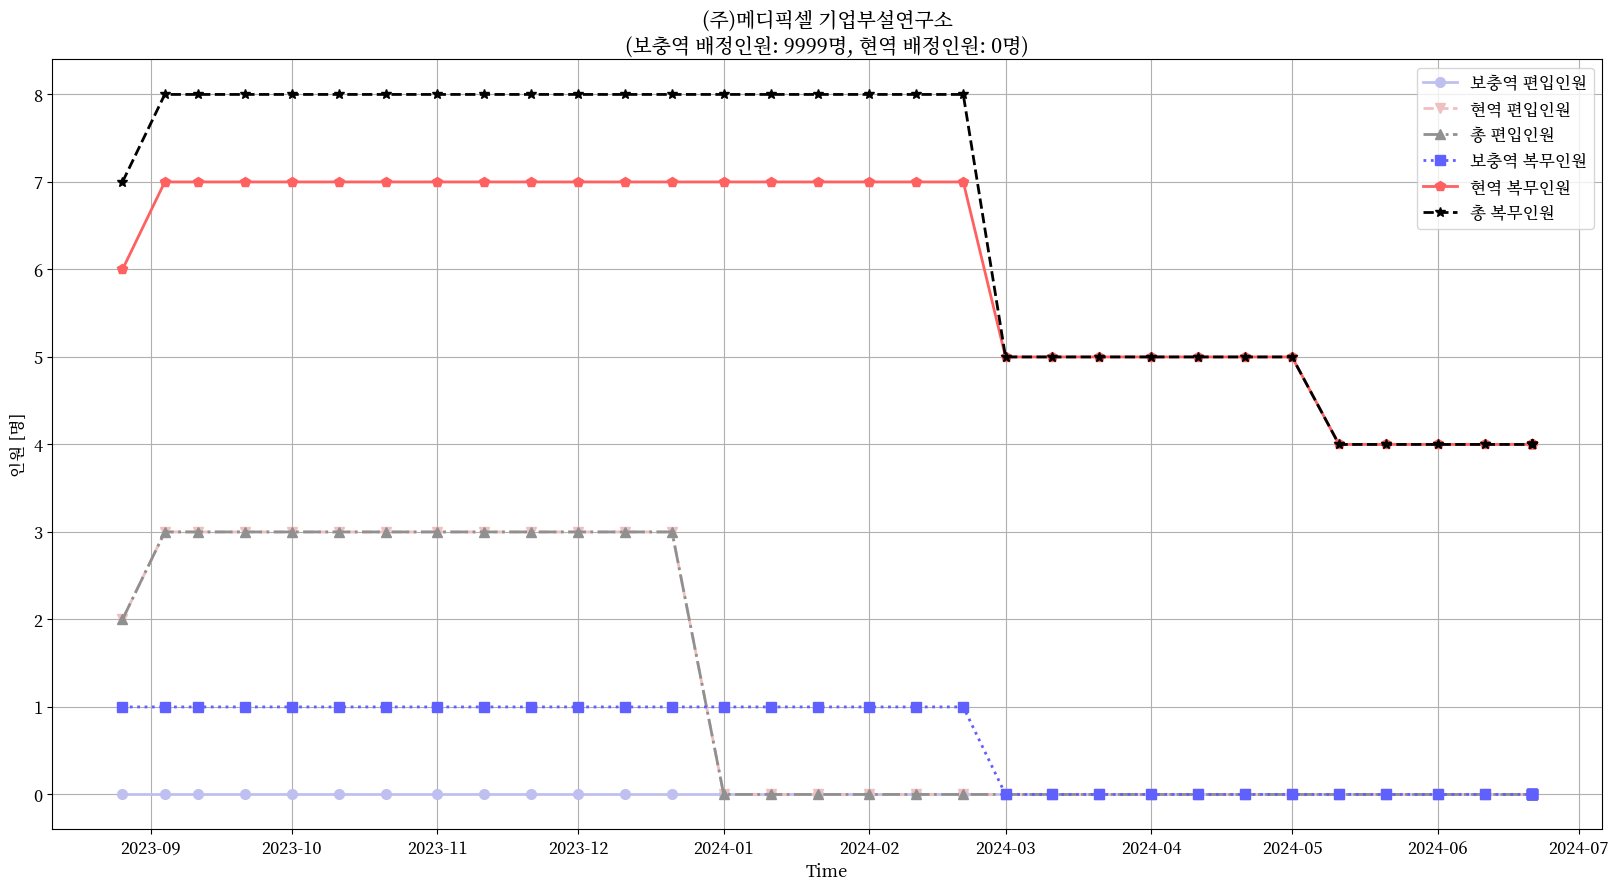 (주)메디픽셀 기업부설연구소
(보충역 배정인원: 9999명, 현역 배정인원: 0명)
보충역 편입인원
현역 편입인원
총 편입인원
보충역 복무인원
현역 복무인원
총 복무인원
인원 [명]
8
7
6
5
4
3
2
1
0
2023-09 2023-10 2023-11 2023-12 2024-01 2024-02 2024-03 2024-04 2024-05 2024-06 2024-07
Time